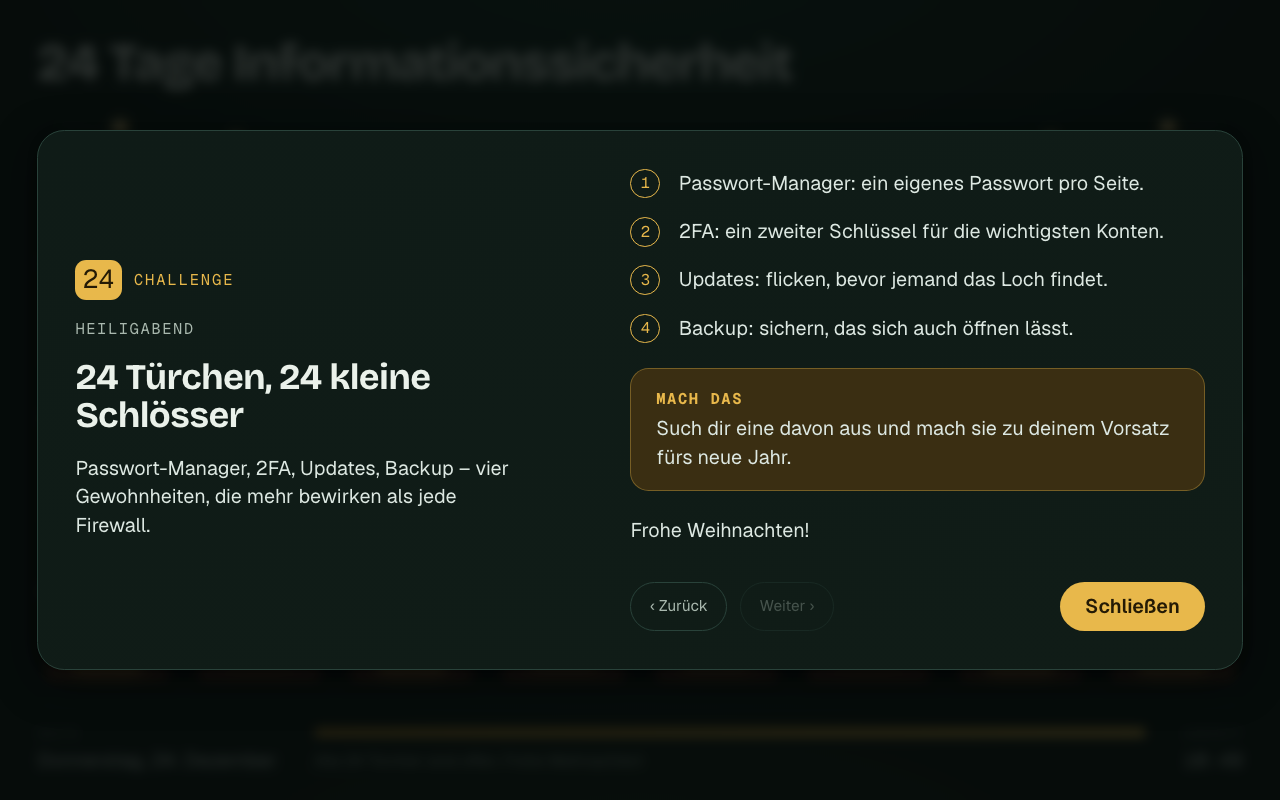 24 Tage Informationssicherheit
24 CHALLENGE
HEILIGABEND
24 Türchen, 24 kleine
Schlösser
Passwort-Manager, 2FA, Updates, Backup – vier
Gewohnheiten, die mehr bewirken als jede
Firewall.
1 Passwort-Manager: ein eigenes Passwort pro Seite.
2 2FA: ein zweiter Schlüssel für die wichtigsten Konten.
3 Updates: flicken, bevor jemand das Loch findet.
4 Backup: sichern, das sich auch öffnen lässt.
MACH DAS
Such dir eine davon aus und mach sie zu deinem Vorsatz
fürs neue Jahr.
Frohe Weihnachten!
‹ Zurück
Weiter ›
Schließen